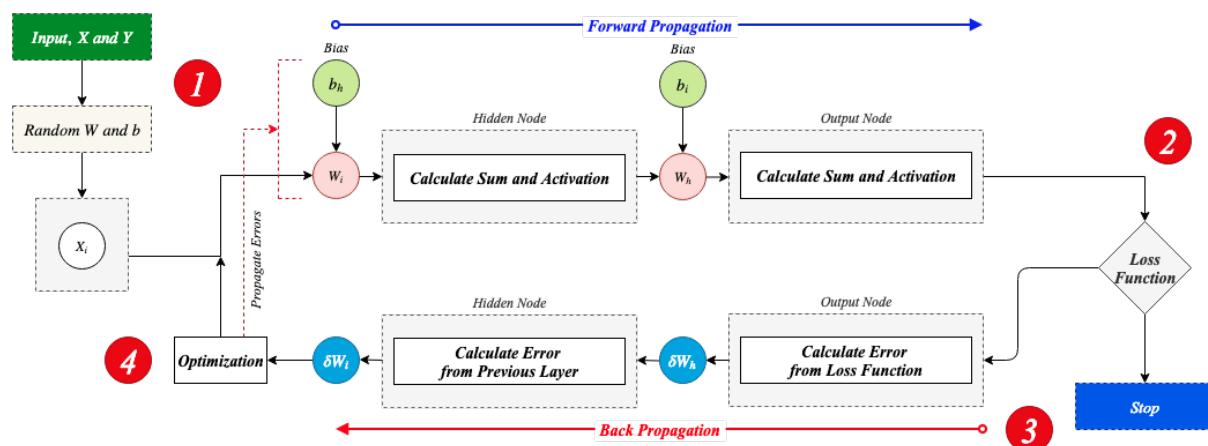 Forward Propagation
Input, X and Y
1
Bias
b_h
Bias
b_i
Random W and b
Hidden Node
Output Node
2
W_i
Calculate Sum and Activation
W_h
Calculate Sum and Activation
X_i
Propagate Errors
Loss
Function
Hidden Node
Output Node
4
Optimization
δW_i
Calculate Error
from Previous Layer
δW_h
Calculate Error
from Loss Function
Stop
Back Propagation
3